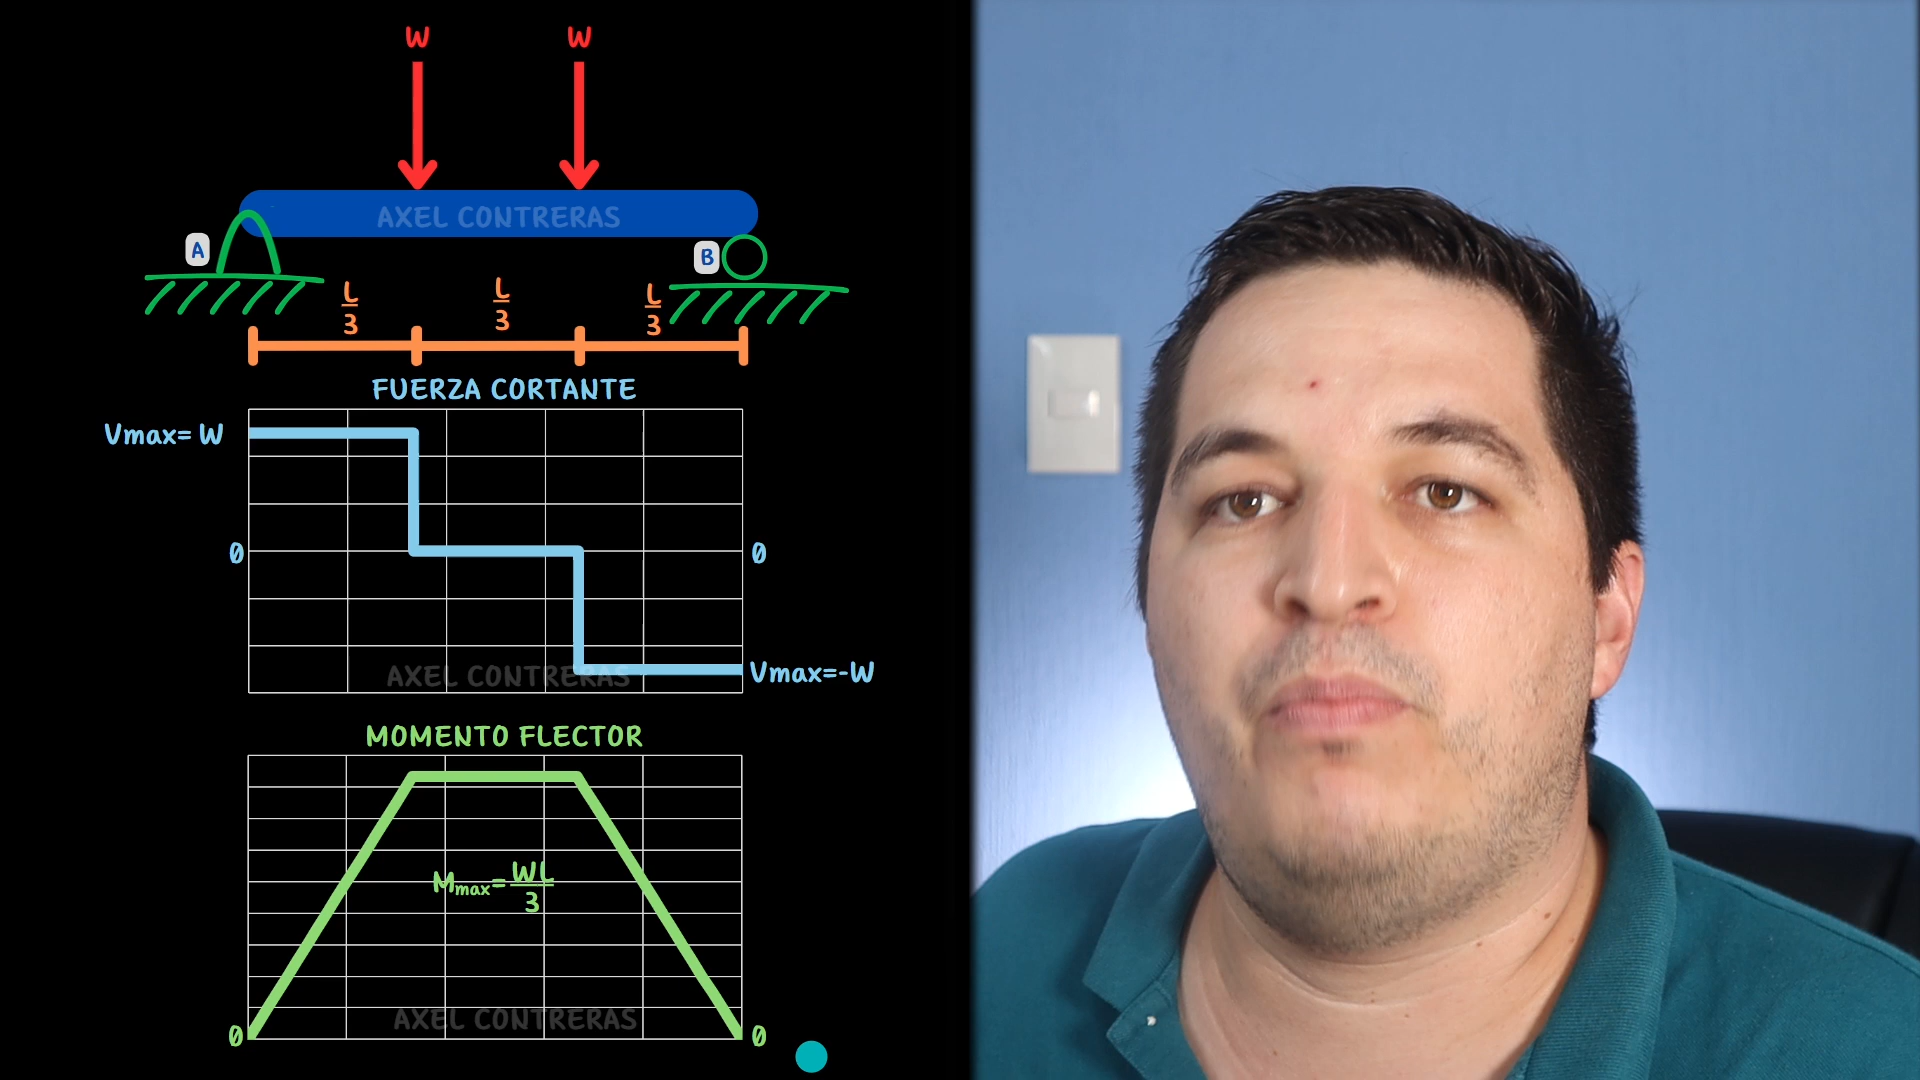 W W
AXEL CONTRERAS
A B
L/3 L/3 L/3
FUERZA CORTANTE
Vmax= W
0 0
AXEL CONTRERAS
Vmax=-W
MOMENTO FLECTOR
Mmax= WL/3
AXEL CONTRERAS
0 0